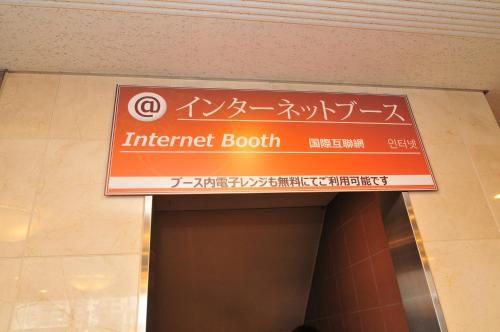 @ インターネットブース
Internet Booth 国際互聯網 인터넷
ブース内電子レンジも無料にてご利用可能です